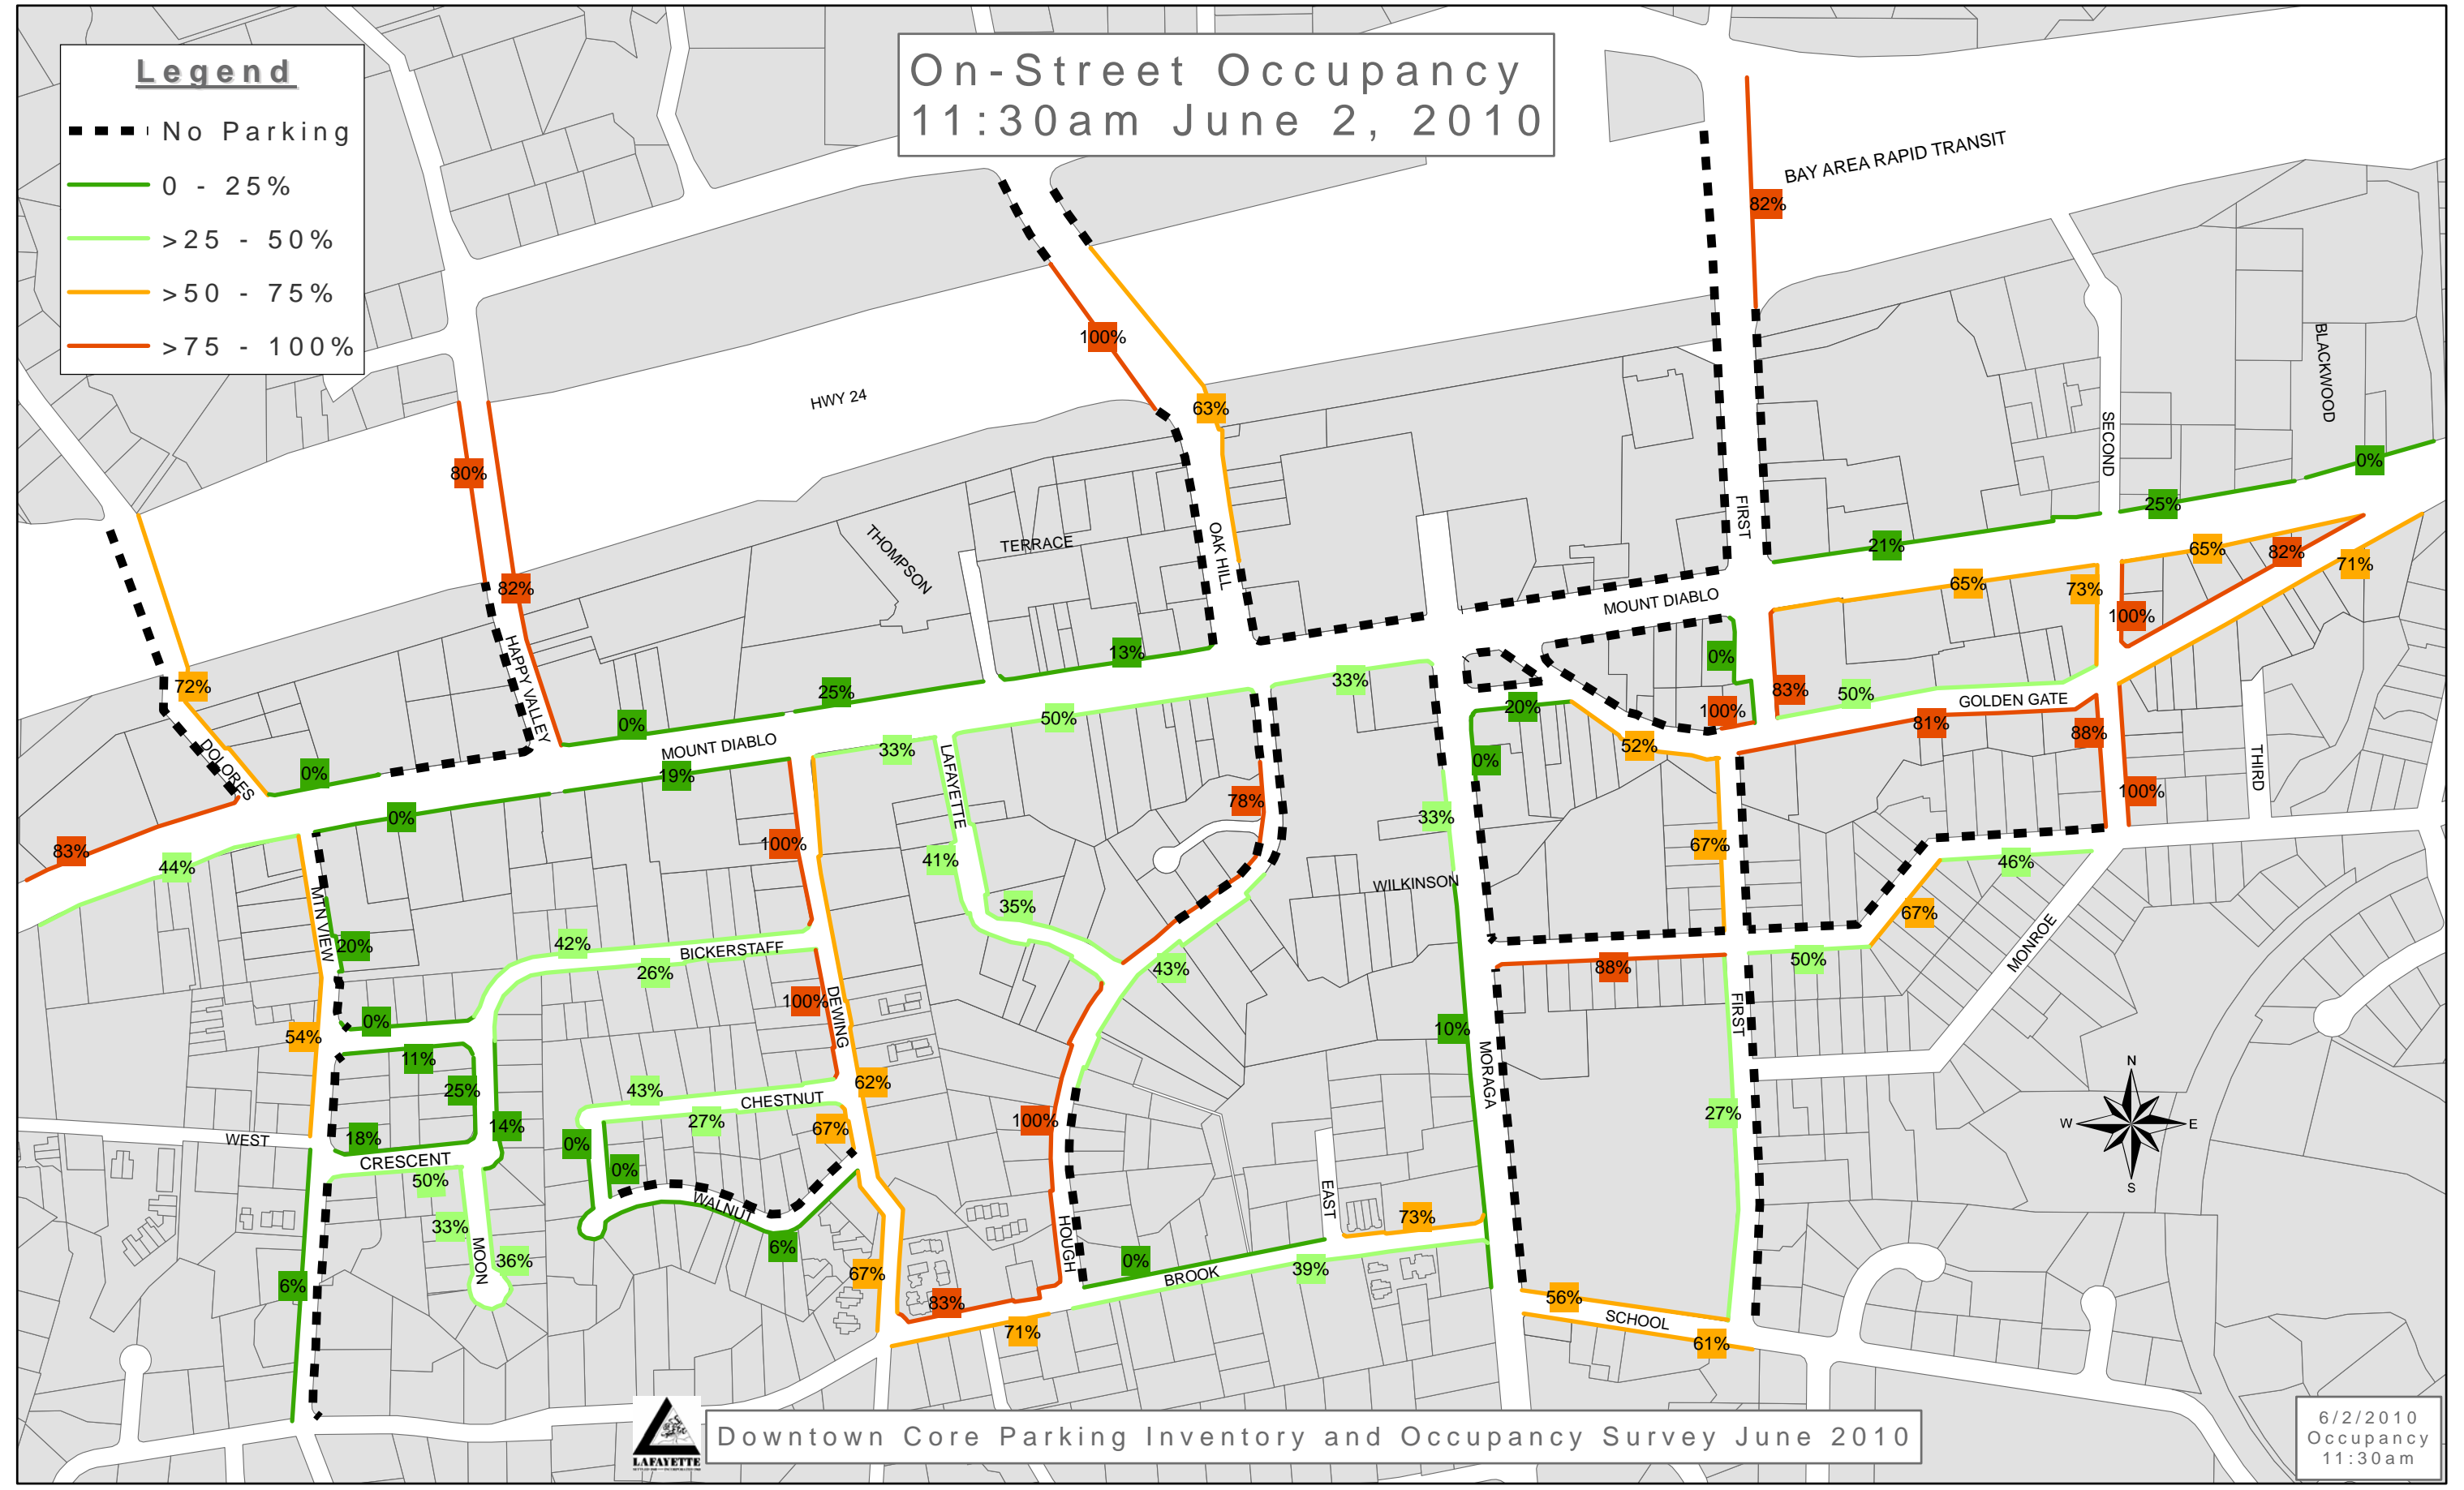 Legend
No Parking
0 - 25%
>25 - 50%
>50 - 75%
>75 - 100%
On-Street Occupancy
11:30am June 2, 2010
BAY AREA RAPID TRANSIT
82%
100%
HWY 24
63%
BLACKWOOD
SECOND
0%
80%
25%
FIRST
21%
THOMPSON
TERRACE
OAK HILL
65%
82%
71%
82%
65%
73%
MOUNT DIABLO
100%
HAPPY VALLEY
13%
0%
33%
72%
25%
83%
50%
GOLDEN GATE
20%
100%
50%
0%
81%
88%
MOUNT DIABLO
33%
LAFAYETTE
52%
DOLORES
0%
19%
0%
THIRD
78%
100%
0%
33%
100%
67%
83%
44%
41%
46%
MTN VIEW
WILKINSON
35%
67%
20%
42%
BICKERSTAFF
26%
43%
88%
50%
MONROE
100%
DEWING
0%
54%
10%
FIRST
11%
25%
43%
CHESTNUT
62%
MORAGA
27%
67%
100%
27%
14%
18%
WEST
0%
CRESCENT
0%
50%
WALNUT
EAST
73%
33%
MOON
36%
6%
HOUGH
0%
BROOK
39%
67%
6%
83%
56%
71%
SCHOOL
61%
N
W
E
S
LAFAYETTE
Downtown Core Parking Inventory and Occupancy Survey June 2010
6/2/2010
Occupancy
11:30am